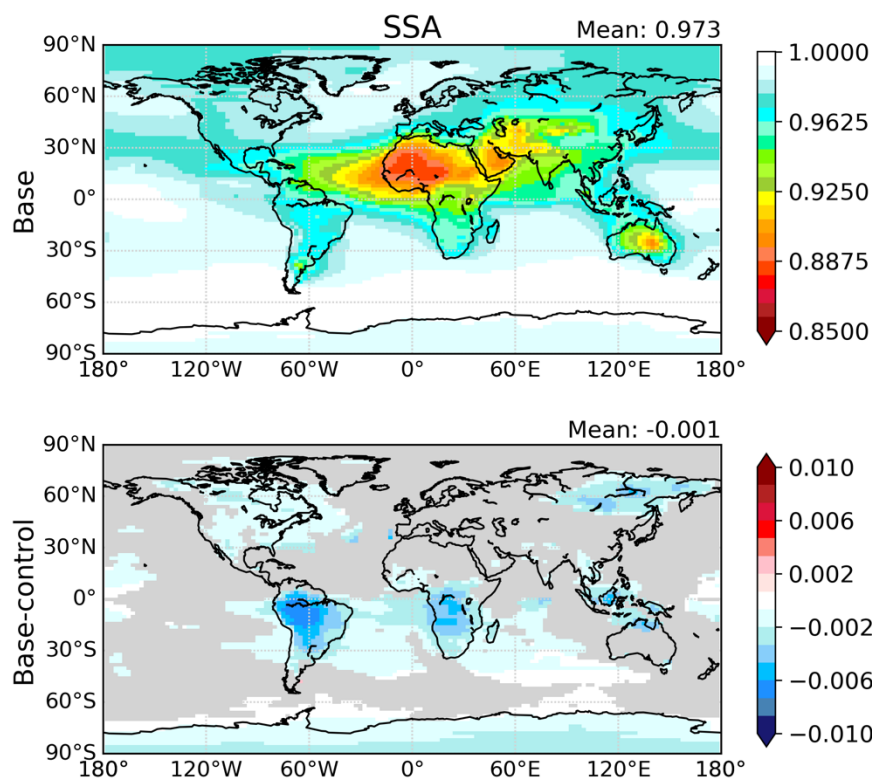 SSA
Mean: 0.973
Base
90°N
60°N
30°N
0°
30°S
60°S
90°S
180°
120°W
60°W
0°
60°E
120°E
180°
1.0000
0.9625
0.9250
0.8875
0.8500
Mean: -0.001
Base-control
90°N
60°N
30°N
0°
30°S
60°S
90°S
180°
120°W
60°W
0°
60°E
120°E
180°
0.010
0.006
0.002
−0.002
−0.006
−0.010